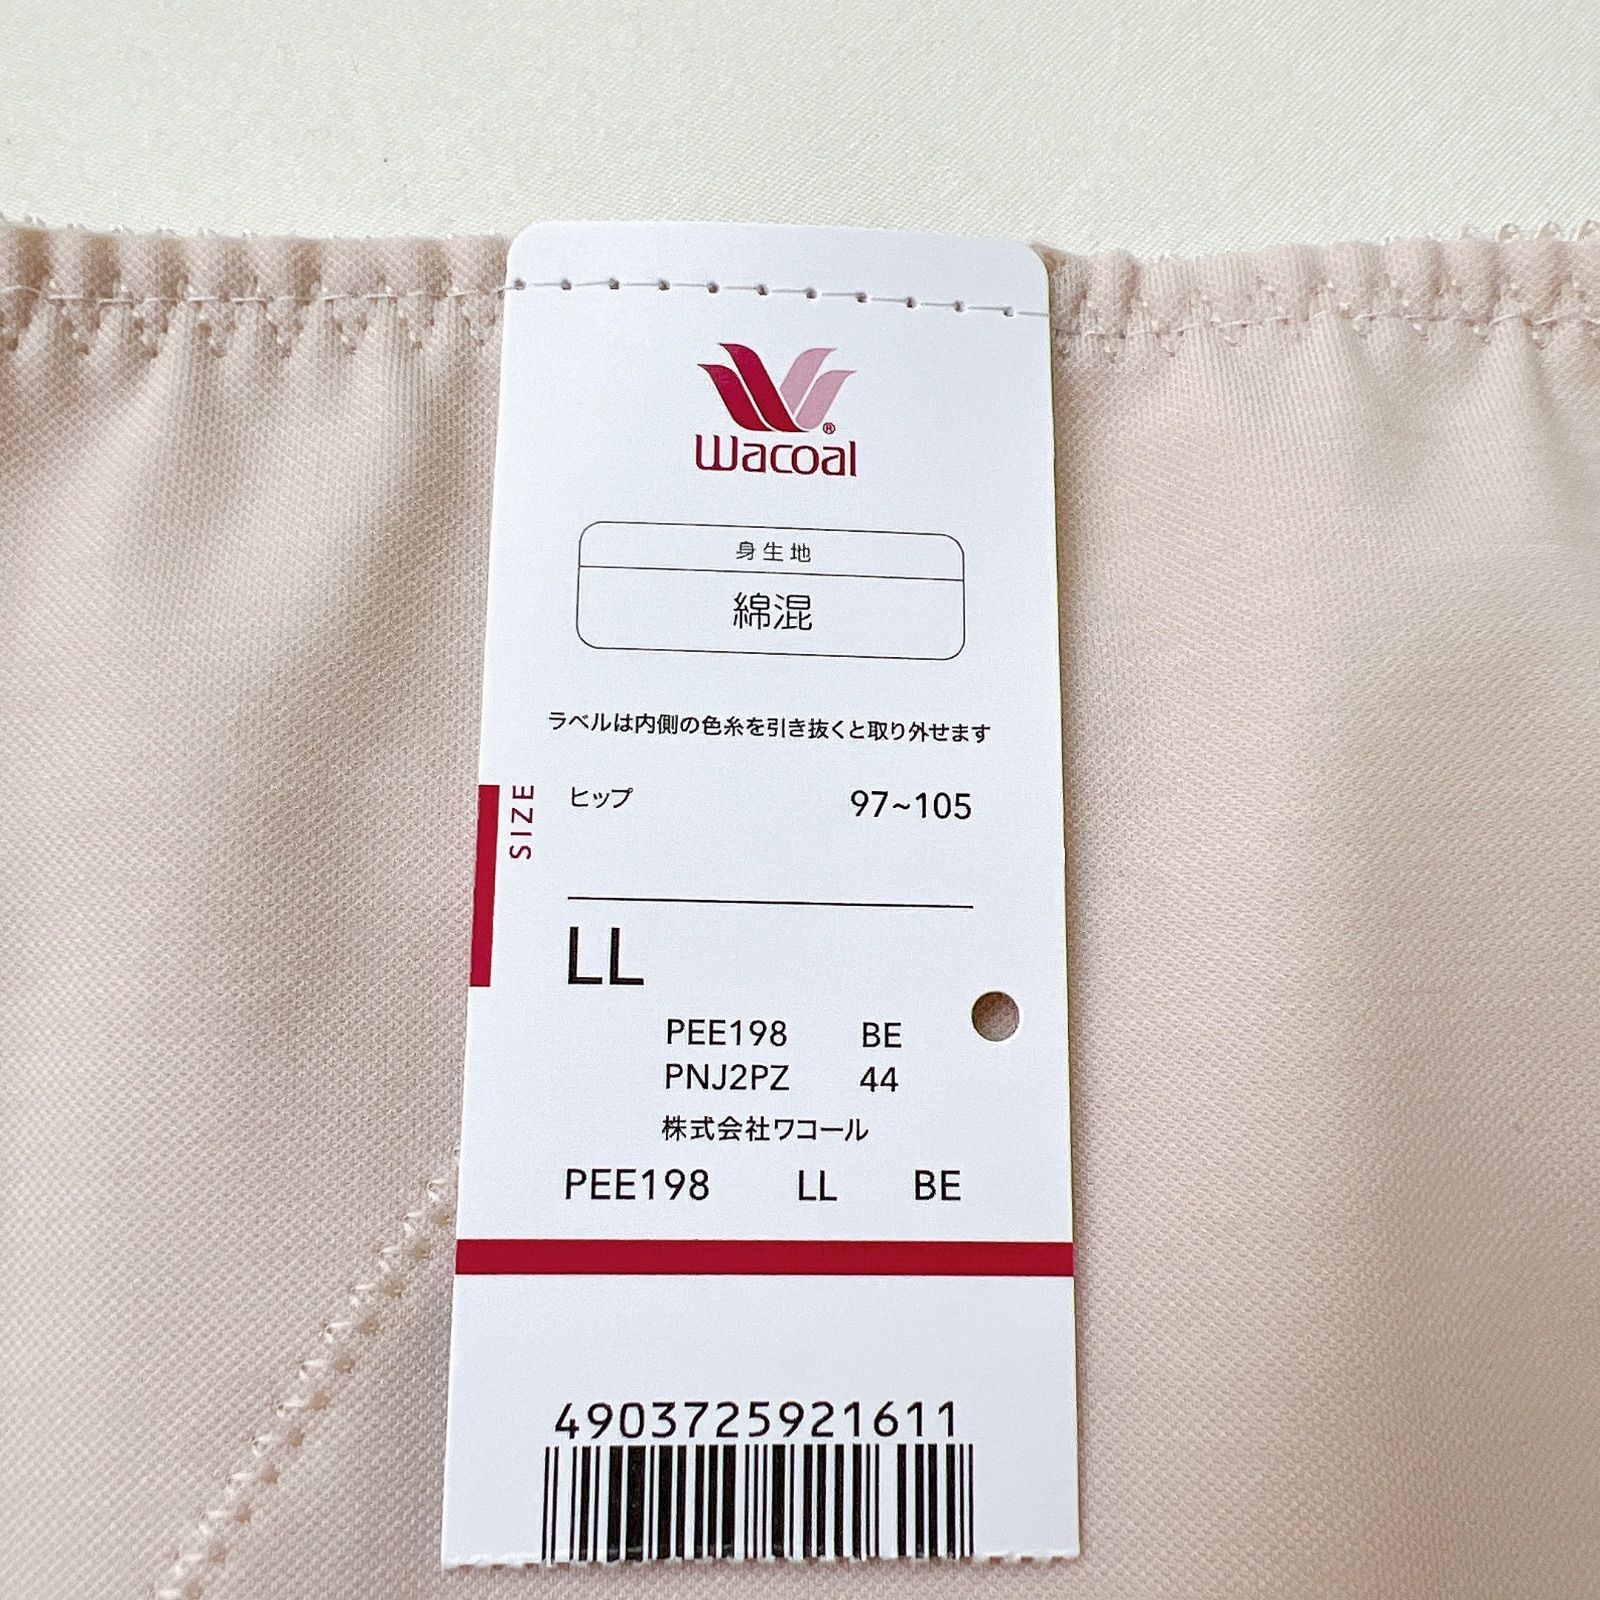 Wacoal®
身生地
綿混
ラベルは内側の色糸を引き抜くと取り外せます
SIZE
ヒップ 97~105
LL
PEE198 BE
PNJ2PZ 44
株式会社ワコール
PEE198 LL BE
4903725921611